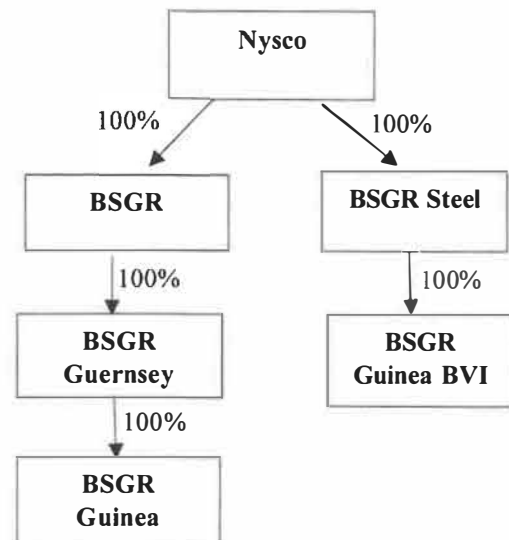 Nysco
100%
100%
BSGR
BSGR Steel
100%
100%
BSGR
Guernsey
BSGR
Guinea BVI
100%
BSGR
Guinea